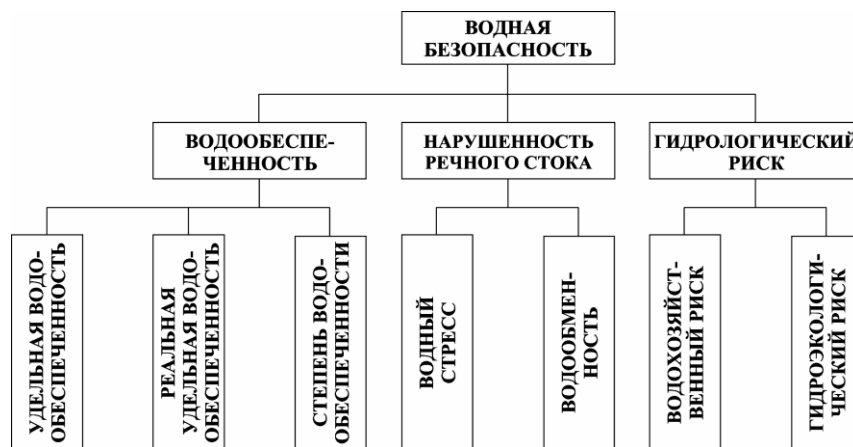 ВОДНАЯ
БЕЗОПАСНОСТЬ
ВОДООБЕСПЕ-
ЧЕННОСТЬ
НАРУШЕННОСТЬ
РЕЧНОГО СТОКА
ГИДРОЛОГИЧЕСКИЙ
РИСК
УДЕЛЬНАЯ ВОДО-
ОБЕСПЕЧЕННОСТЬ
РЕАЛЬНАЯ
УДЕЛЬНАЯ ВОДО-
ОБЕСПЕЧЕННОСТЬ
СТЕПЕНЬ ВОДО-
ОБЕСПЕЧЕННОСТИ
ВОДНЫЙ
СТРЕСС
ВОДООБМЕН-
НОСТЬ
ВОДОХОЗЯЙСТ-
ВЕННЫЙ РИСК
ГИДРОЭКОЛОГИ-
ЧЕСКИЙ РИСК